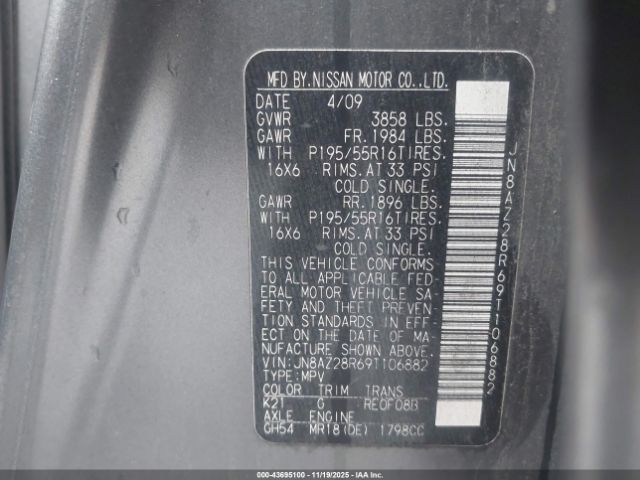 MFD BY.NISSAN MOTOR CO.,LTD.
DATE 4/09
GVWR 3858 LBS.
GAWR FR. 1984 LBS.
WITH P195/55R16TIRES.
16X6 RIMS. AT 33 PSI
COLD SINGLE.
GAWR RR. 1896 LBS.
WITH P195/55R16TIRES.
16X6 RIMS. AT 33 PSI
COLD SINGLE.
THIS VEHICLE CONFORMS
TO ALL APPLICABLE FED-
ERAL MOTOR VEHICLE SA-
FETY AND THEFT PREVEN-
TION STANDARDS IN EFF-
ECT ON THE DATE OF MA-
NUFACTURE SHOWN ABOVE.
VIN:JN8AZ28R69T106882
TYPE:MPV
COLOR TRIM TRANS
K21 G RE0F08B
AXLE ENGINE
GH54 MR18(DE) 1798CC
JN8AZ28R69T106882
000-43695100 - 11/19/2025 - IAAI.COM